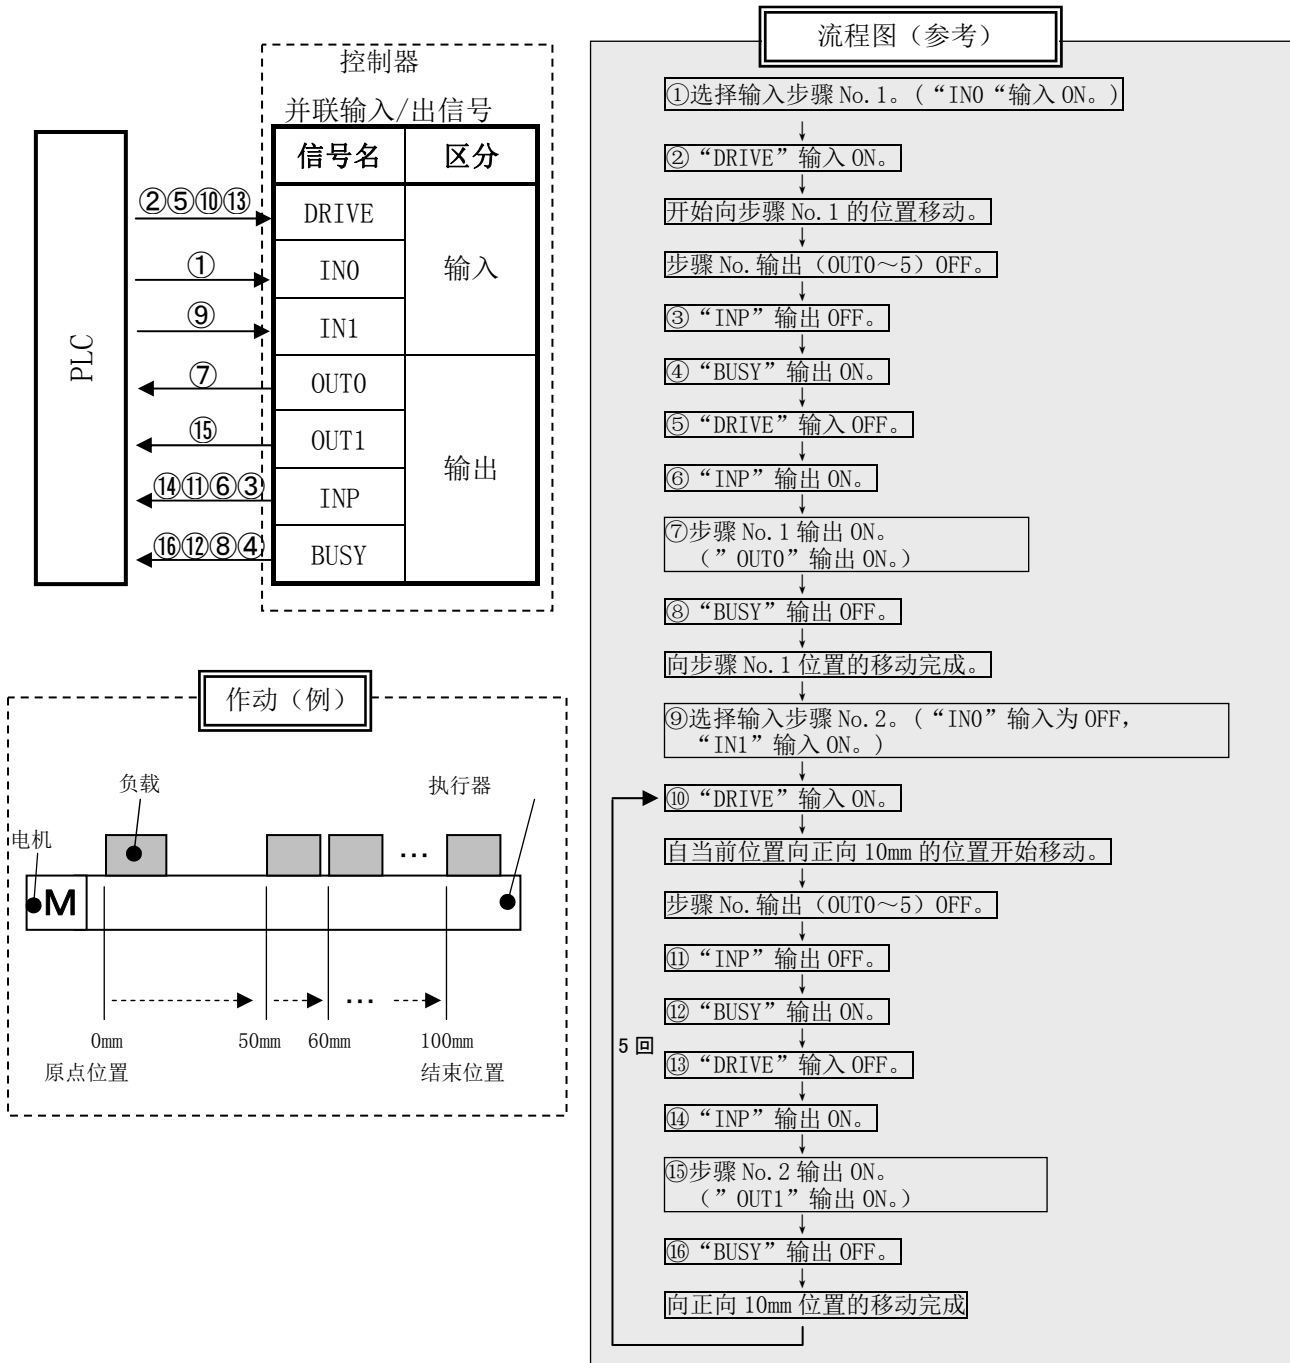 控制器
并联输入/出信号
信号名 区分
DRIVE
IN0
IN1
输入
OUT0
OUT1
INP
BUSY
输出
PLC
②⑤⑩⑬
①
⑨
⑦
⑮
⑭⑪⑥③
⑯⑫⑧④
作动（例）
负载
执行器
电机
M
...
...
0mm
50mm
60mm
100mm
原点位置
结束位置
流程图（参考）
①选择输入步骤 No.1。（“IN0“输入 ON。）
②“DRIVE”输入 ON。
开始向步骤 No.1 的位置移动。
步骤 No.输出（OUT0～5）OFF。
③“INP”输出 OFF。
④“BUSY”输出 ON。
⑤“DRIVE”输入 OFF。
⑥“INP”输出 ON。
⑦步骤 No.1 输出 ON。
（”OUT0”输出 ON。）
⑧“BUSY”输出 OFF。
向步骤 No.1 位置的移动完成。
⑨选择输入步骤 No.2。（“IN0”输入为 OFF，
“IN1”输入 ON。）
⑩“DRIVE”输入 ON。
自当前位置向正向 10mm 的位置开始移动。
步骤 No.输出（OUT0～5）OFF。
⑪“INP”输出 OFF。
⑫“BUSY”输出 ON。
5 回
⑬“DRIVE”输入 OFF。
⑭“INP”输出 ON。
⑮步骤 No.2 输出 ON。
（”OUT1”输出 ON。）
⑯“BUSY”输出 OFF。
向正向 10mm 位置的移动完成